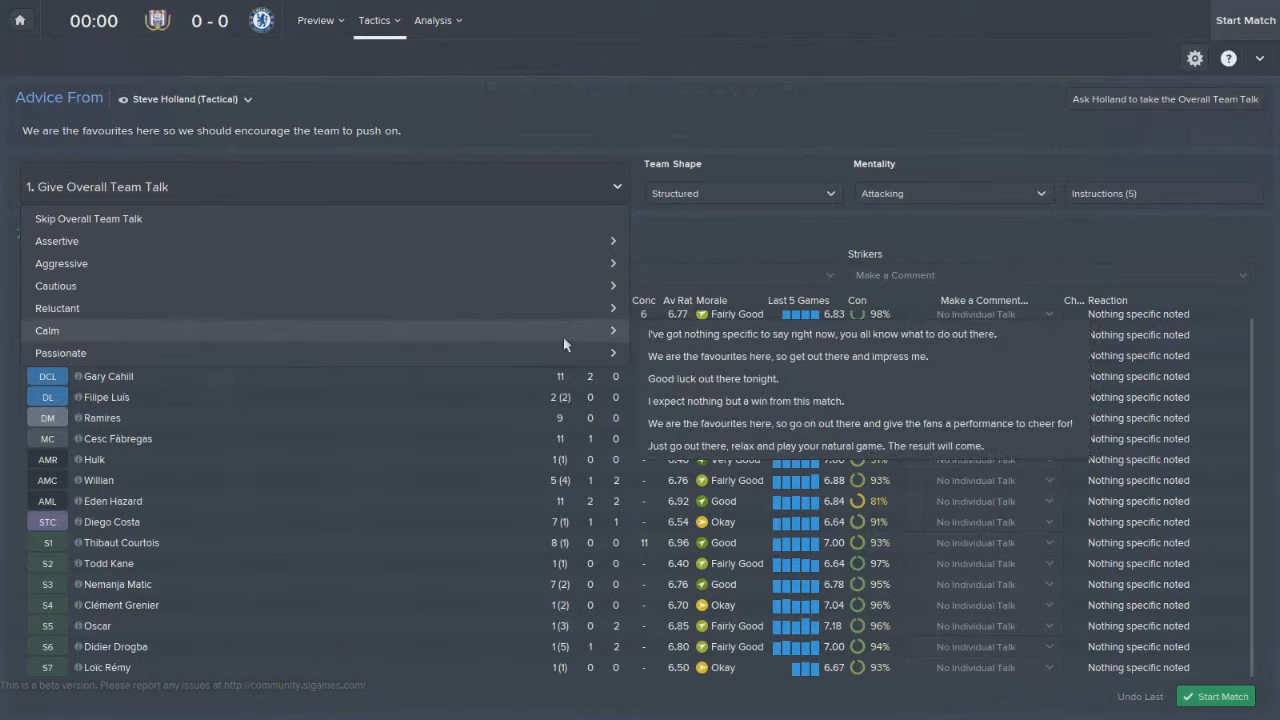 00:00 0 - 0 Preview Tactics Analysis Start Match
?
Advice From Steve Holland (Tactical) Ask Holland to take the Overall Team Talk
We are the favourites here so we should encourage the team to push on.
Team Shape Mentality
1. Give Overall Team Talk Structured Attacking Instructions (5)
Skip Overall Team Talk
Assertive
Strikers
Aggressive Make a Comment
Cautious
Conc Av Rat Morale Last 5 Games Con Make a Comment... Ch... Reaction
Reluctant 6 6.77 Fairly Good 6.83 98% No Individual Talk Nothing specific noted
Calm I've got nothing specific to say right now, you all know what to do out there. Nothing specific noted
Passionate We are the favourites here, so get out there and impress me. Nothing specific noted
DCL Gary Cahill 11 2 0 Good luck out there tonight. Nothing specific noted
DL Filipe Luís 2 (2) 0 0 I expect nothing but a win from this match. Nothing specific noted
DM Ramires 9 0 0 We are the favourites here, so go on out there and give the fans a performance to cheer for! Nothing specific noted
MC Cesc Fàbregas 11 1 0 Just go out there, relax and play your natural game. The result will come. Nothing specific noted
AMR Hulk 1 (1) 0 0 - 6.40 Very Good 7.00 91% No Individual Talk Nothing specific noted
AMC Willian 5 (4) 1 2 - 6.76 Fairly Good 6.88 93% No Individual Talk Nothing specific noted
AML Eden Hazard 11 2 2 - 6.92 Good 6.84 81% No Individual Talk Nothing specific noted
STC Diego Costa 7 (1) 1 1 - 6.54 Okay 6.64 91% No Individual Talk Nothing specific noted
S1 Thibaut Courtois 8 (1) 0 0 11 6.96 Good 7.00 93% No Individual Talk Nothing specific noted
S2 Todd Kane 1 (1) 0 0 - 6.40 Fairly Good 6.64 97% No Individual Talk Nothing specific noted
S3 Nemanja Matic 7 (2) 0 0 - 6.76 Good 6.78 95% No Individual Talk Nothing specific noted
S4 Clément Grenier 1 (2) 0 0 - 6.70 Okay 7.04 96% No Individual Talk Nothing specific noted
S5 Oscar 1 (3) 0 2 - 6.85 Fairly Good 7.18 96% No Individual Talk Nothing specific noted
S6 Didier Drogba 1 (5) 1 2 - 6.80 Fairly Good 7.00 94% No Individual Talk Nothing specific noted
S7 Loïc Rémy 1 (1) 0 0 - 6.50 Okay 6.67 93% No Individual Talk Nothing specific noted
This is a beta version. Please report any issues at http://community.sigames.com/
Undo Last Start Match